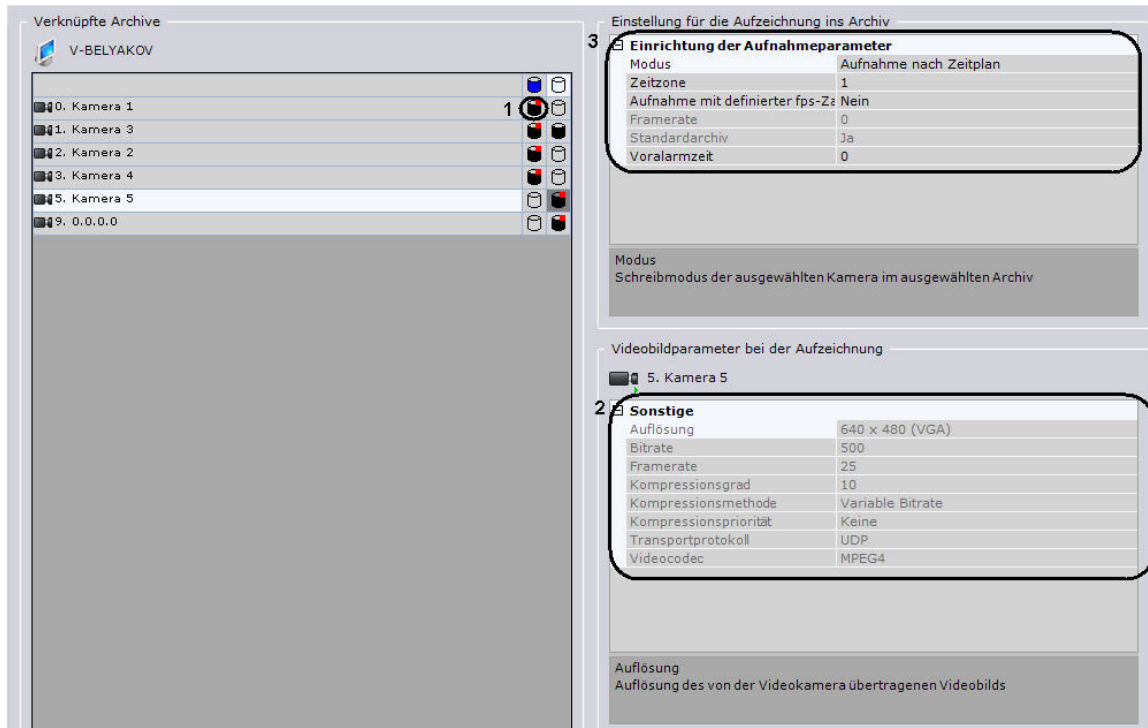 Verknüpfte Archive
V-BELYAKOV
0. Kamera 1
1
1. Kamera 3
2. Kamera 2
3. Kamera 4
5. Kamera 5
9. 0.0.0.0
Einstellung für die Aufzeichnung ins Archiv
3
Einrichtung der Aufnahmeparameter
Modus Aufnahme nach Zeitplan
Zeitzone 1
Aufnahme mit definierter fps-Za Nein
Framerate 0
Standardarchiv Ja
Voralarmzeit 0
Modus
Schreibmodus der ausgewählten Kamera im ausgewählten Archiv
Videobildparameter bei der Aufzeichnung
5. Kamera 5
2
Sonstige
Auflösung 640 x 480 (VGA)
Bitrate 500
Framerate 25
Kompressionsgrad 10
Kompressionsmethode Variable Bitrate
Kompressionspriorität Keine
Transportprotokoll UDP
Videocodec MPEG4
Auflösung
Auflösung des von der Videokamera übertragenen Videobilds